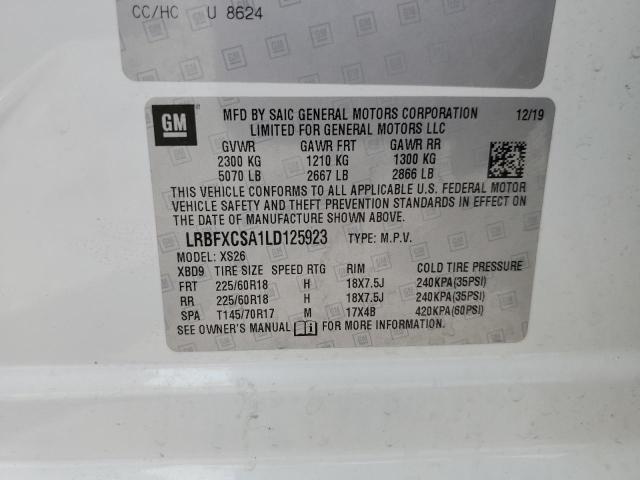 CC/HC U 8624
GM
MFD BY SAIC GENERAL MOTORS CORPORATION 12/19
LIMITED FOR GENERAL MOTORS LLC
GVWR GAWR FRT GAWR RR
2300 KG 1210 KG 1300 KG
5070 LB 2667 LB 2866 LB
THIS VEHICLE CONFORMS TO ALL APPLICABLE U.S. FEDERAL MOTOR
VEHICLE SAFETY AND THEFT PREVENTION STANDARDS IN EFFECT ON
DATE OF MANUFACTURE SHOWN ABOVE.
LRBFXCSA1LD125923 TYPE: M.P.V.
MODEL: XS26
XBD9 TIRE SIZE SPEED RTG RIM COLD TIRE PRESSURE
FRT 225/60R18 H 18X7.5J 240KPA(35PSI)
RR 225/60R18 H 18X7.5J 240KPA(35PSI)
SPA T145/70R17 M 17X4B 420KPA(60PSI)
SEE OWNER'S MANUAL FOR MORE INFORMATION.